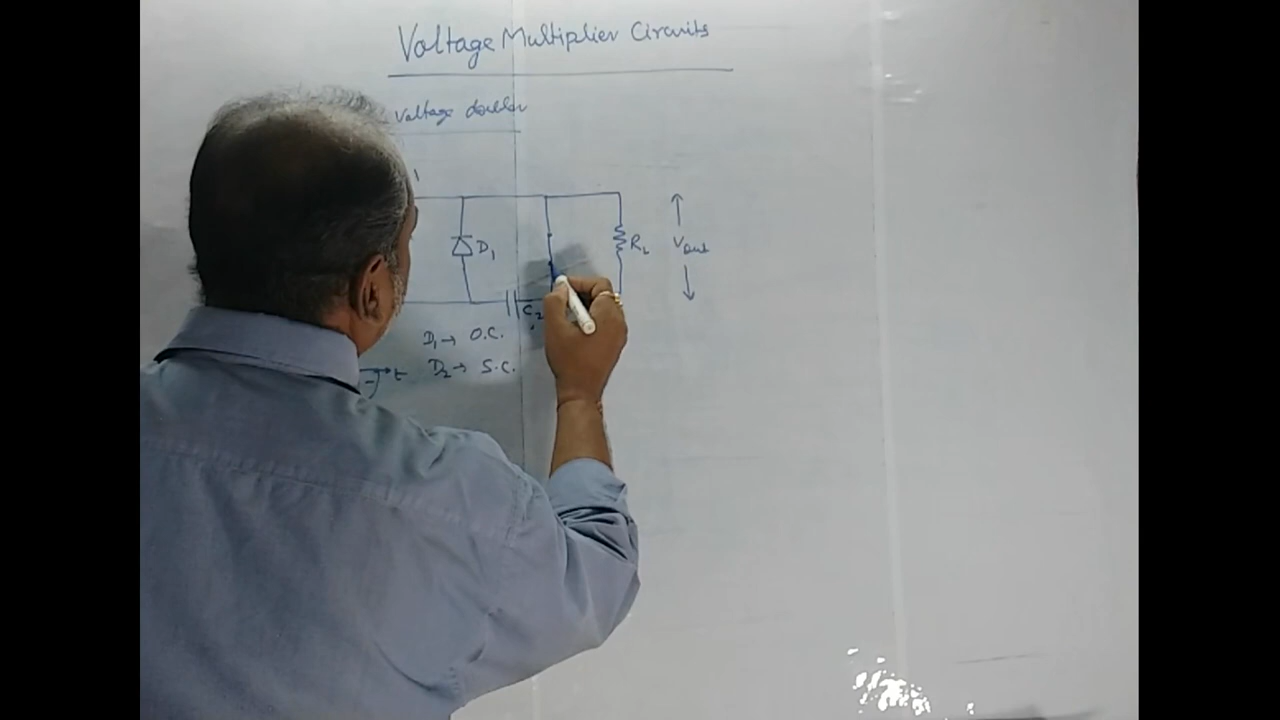 Voltage Multiplier Circuits
Voltage doubler
D1
RL
Vout
C2
D1 → O.C.
D2 → S.C.
t